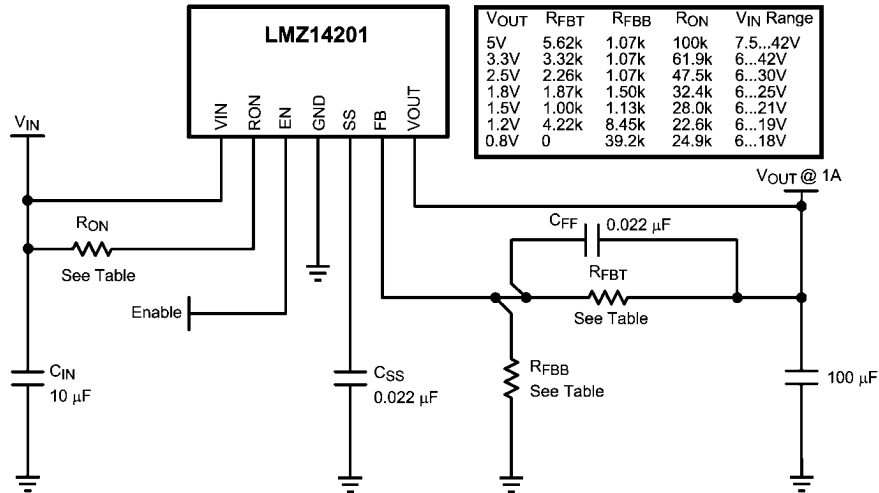 LMZ14201
VIN
RON
EN
GND
SS
FB
VOUT
VOUT RFBT RFBB RON VIN Range
5V 5.62k 1.07k 100k 7.5...42V
3.3V 3.32k 1.07k 61.9k 6...42V
2.5V 2.26k 1.07k 47.5k 6...30V
1.8V 1.87k 1.50k 32.4k 6...25V
1.5V 1.00k 1.13k 28.0k 6...21V
1.2V 4.22k 8.45k 22.6k 6...19V
0.8V 0 39.2k 24.9k 6...18V
VIN
VOUT @ 1A
RON
See Table
CFF 0.022 µF
RFBT
See Table
Enable
CIN
10 µF
CSS
0.022 µF
RFBB
See Table
100 µF